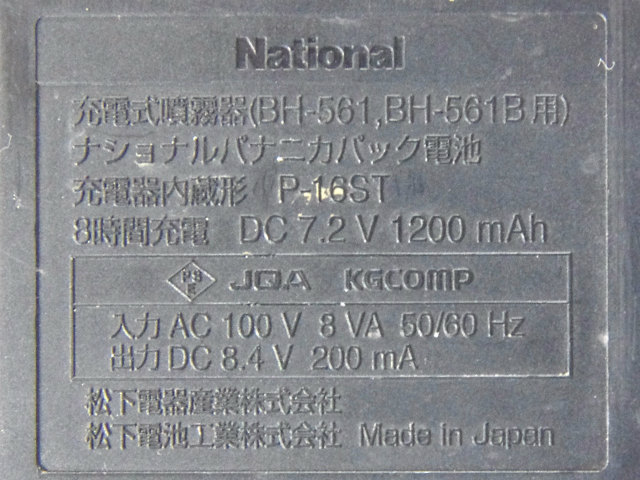 National
充電式噴霧器(BH-561,BH-561B用)
ナショナルパナニカパック電池
充電器内蔵形 P-16ST
8時間充電 DC 7.2 V 1200 mAh
PS E JQA KGCOMP
入力 AC 100 V 8 VA 50/60 Hz
出力 DC 8.4 V 200 mA
松下電器産業株式会社
松下電池工業株式会社 Made in Japan